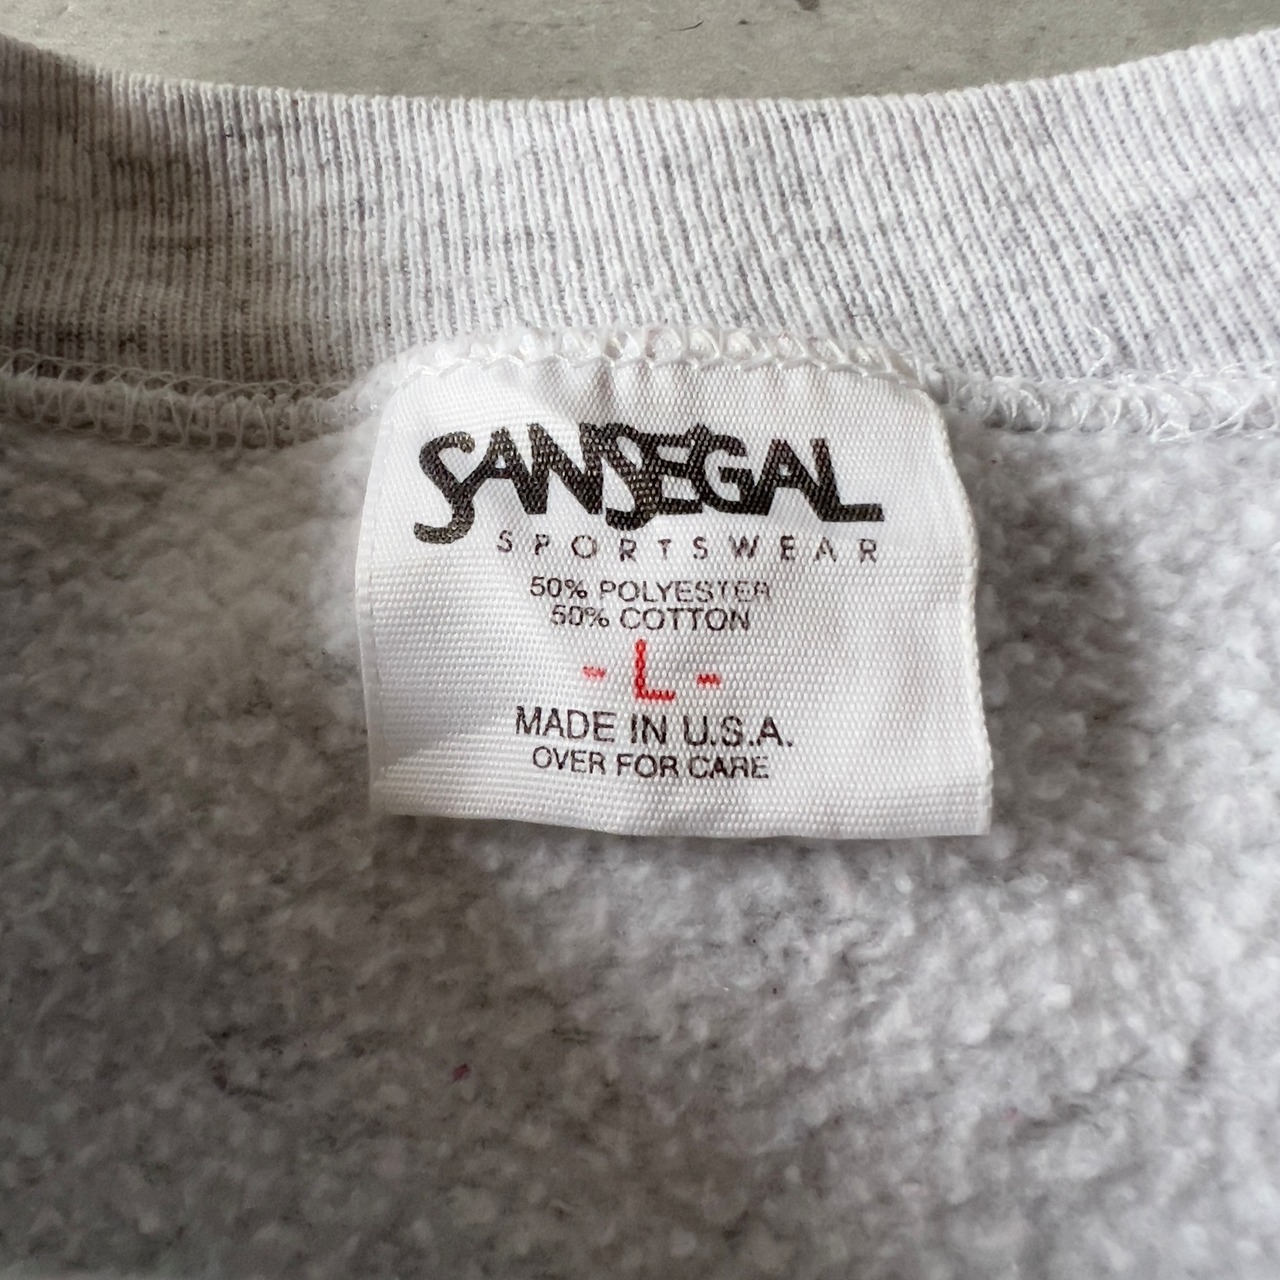 SANSEGAL
SPORTSWEAR
50% POLYESTER
50% COTTON
- L -
MADE IN U.S.A.
OVER FOR CARE